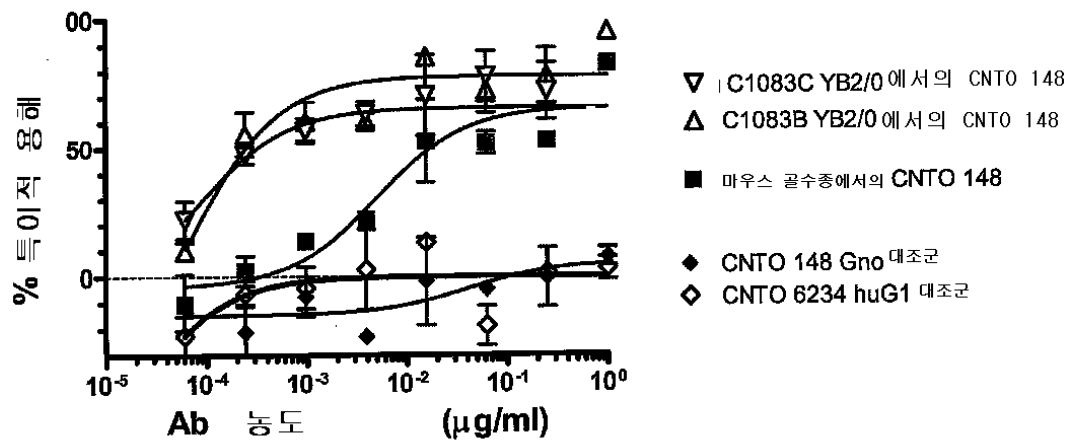 00
50
0
% 특이적 용해
10-5
10-4
10-3
10-2
10-1
100
Ab 농도 (μg/ml)
C1083C YB2/0에서의 CNTO 148
C1083B YB2/0에서의 CNTO 148
마우스 골수종에서의 CNTO 148
CNTO 148 Gno 대조군
CNTO 6234 huG1 대조군